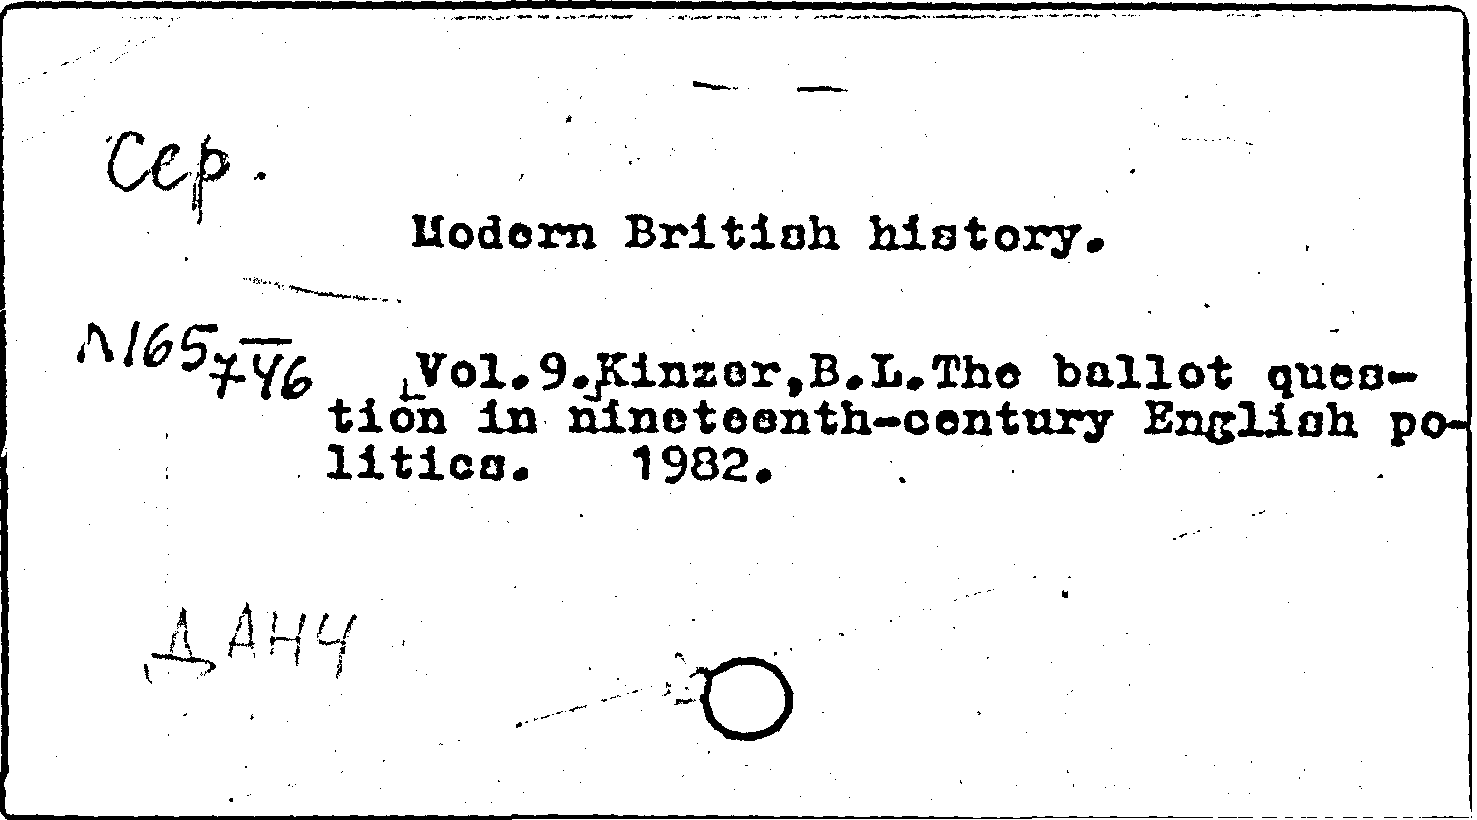 Сер.
Modern British history.
Л165
746
[Vol.9.]Kinzer,B.L.The ballot ques-
tion in nineteenth-century English po-
litics. 1982.
ДАНЧ